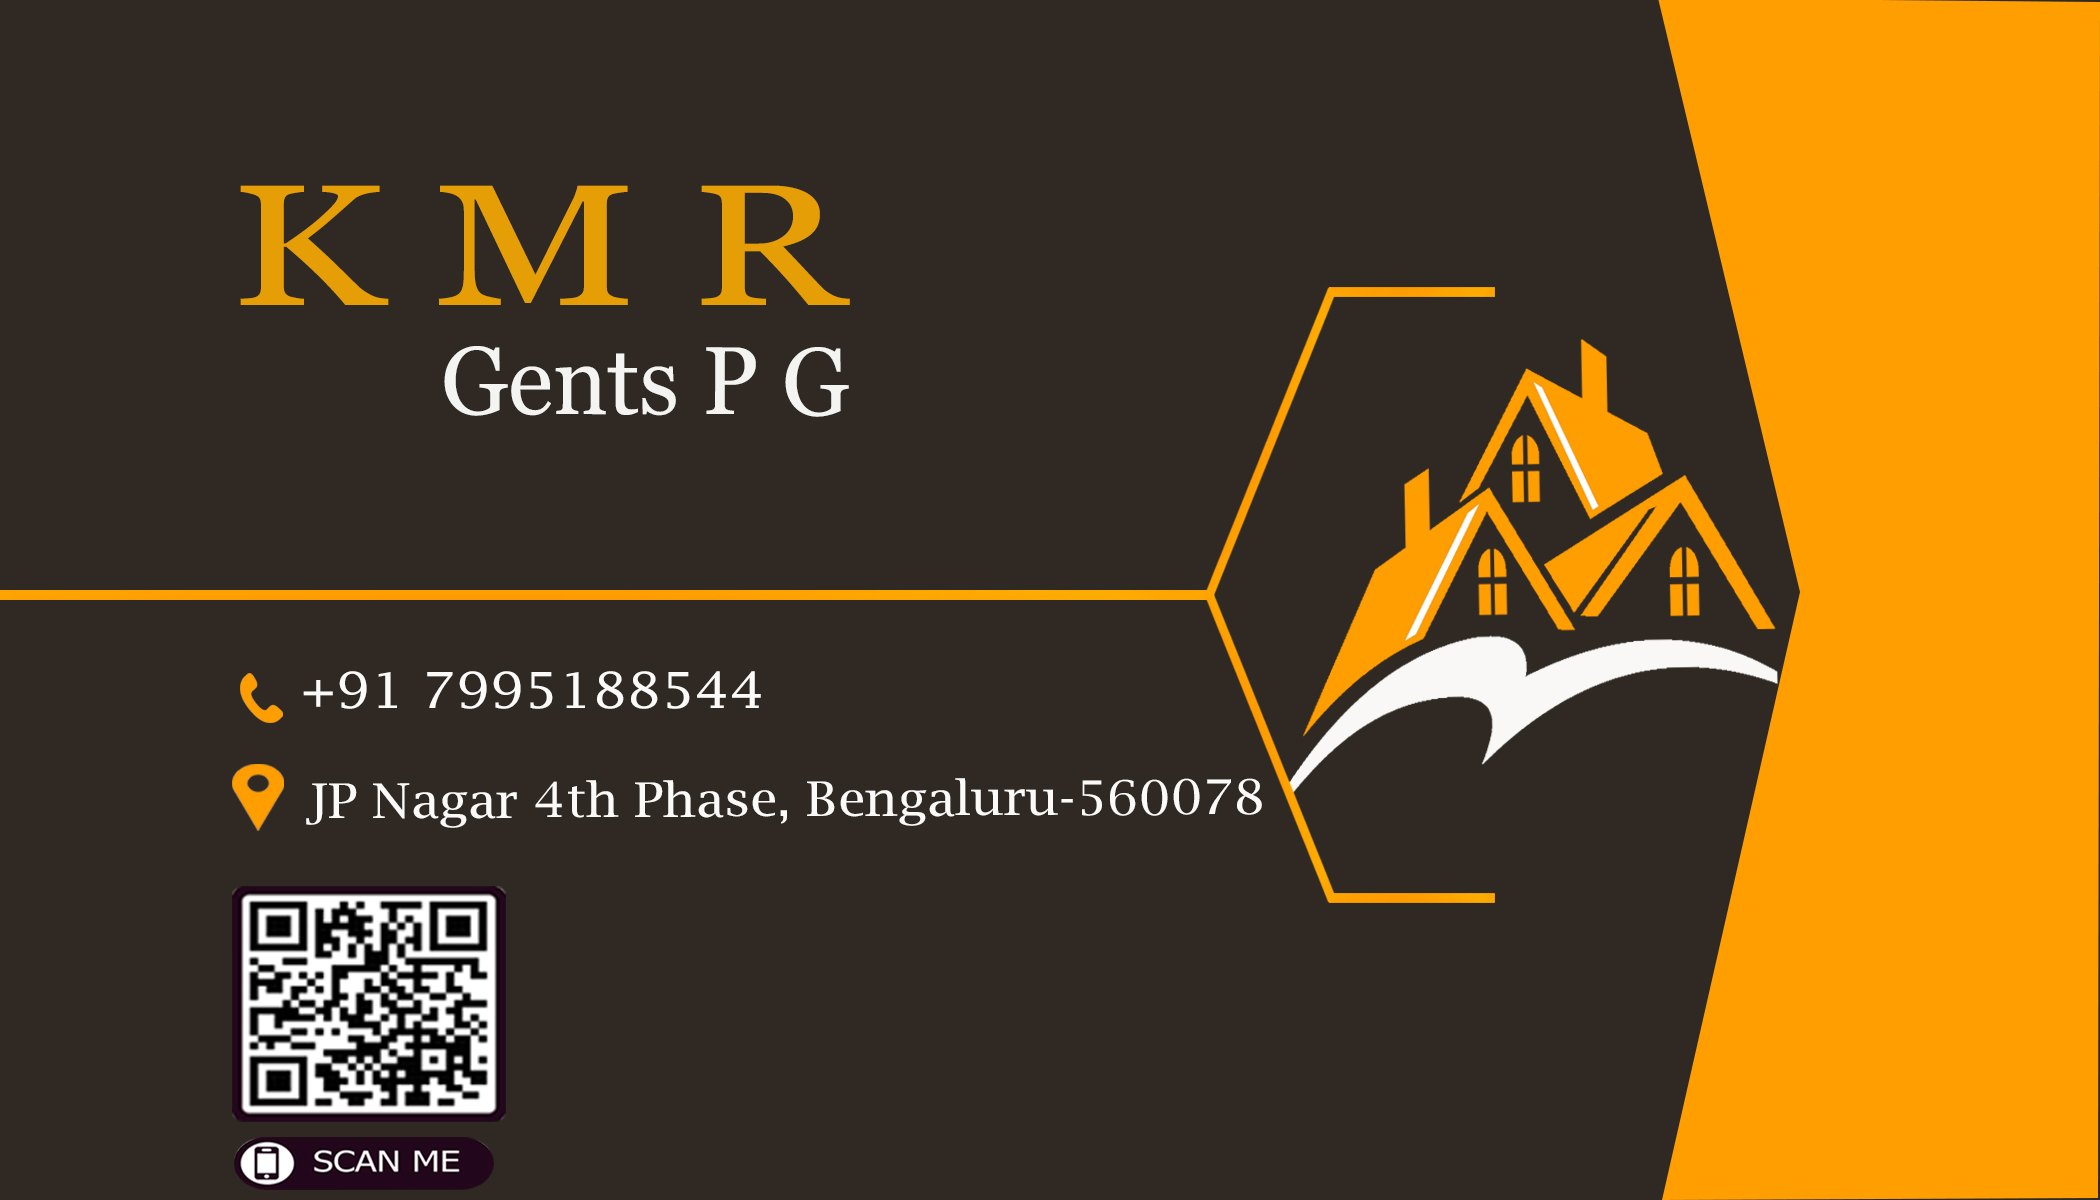 K M R
Gents P G
+91 7995188544
JP Nagar 4th Phase, Bengaluru-560078
SCAN ME